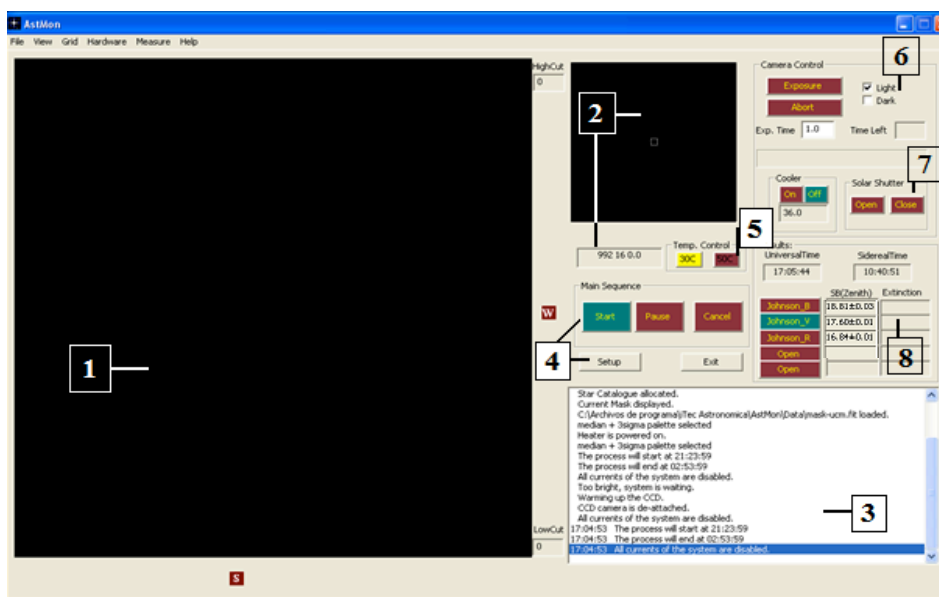 AstMon
File View Grid Hardware Measure Help
HighCut
0
2
Camera Control
6
Exposure
Light
Abort
Dark
Exp. Time 1.0 Time Left
7
Cooler
On Off
36.0
Solar Shutter
Open Close
992 16 0.0
Temp. Control
30C 50C
5
UniversalTime SiderealTime
17:05:44 10:40:51
SB(Zenith) Extinction
Johnson_B 18.81±0.03
Johnson_V 17.60±0.01
Johnson_R 16.84±0.01
Open
Open
8
Main Sequence
W
Start Pause Cancel
4
Setup Exit
1
Star Catalogue allocated.
Current Mask displayed.
C:\Archivos de programa\iTec Astronomica\AstMon\Data\mask-ucm.fit loaded.
median + 3sigma palette selected
Heater is powered on.
median + 3sigma palette selected
The process will start at 21:23:59
The process will end at 02:53:59
All currents of the system are disabled.
Too bright, system is waiting.
Warming up the CCD.
CCD camera is de-attached.
All currents of the system are disabled.
17:04:53 The process will start at 21:23:59
17:04:53 The process will end at 02:53:59
17:04:53 All currents of the system are disabled.
3
LowCut
0
S